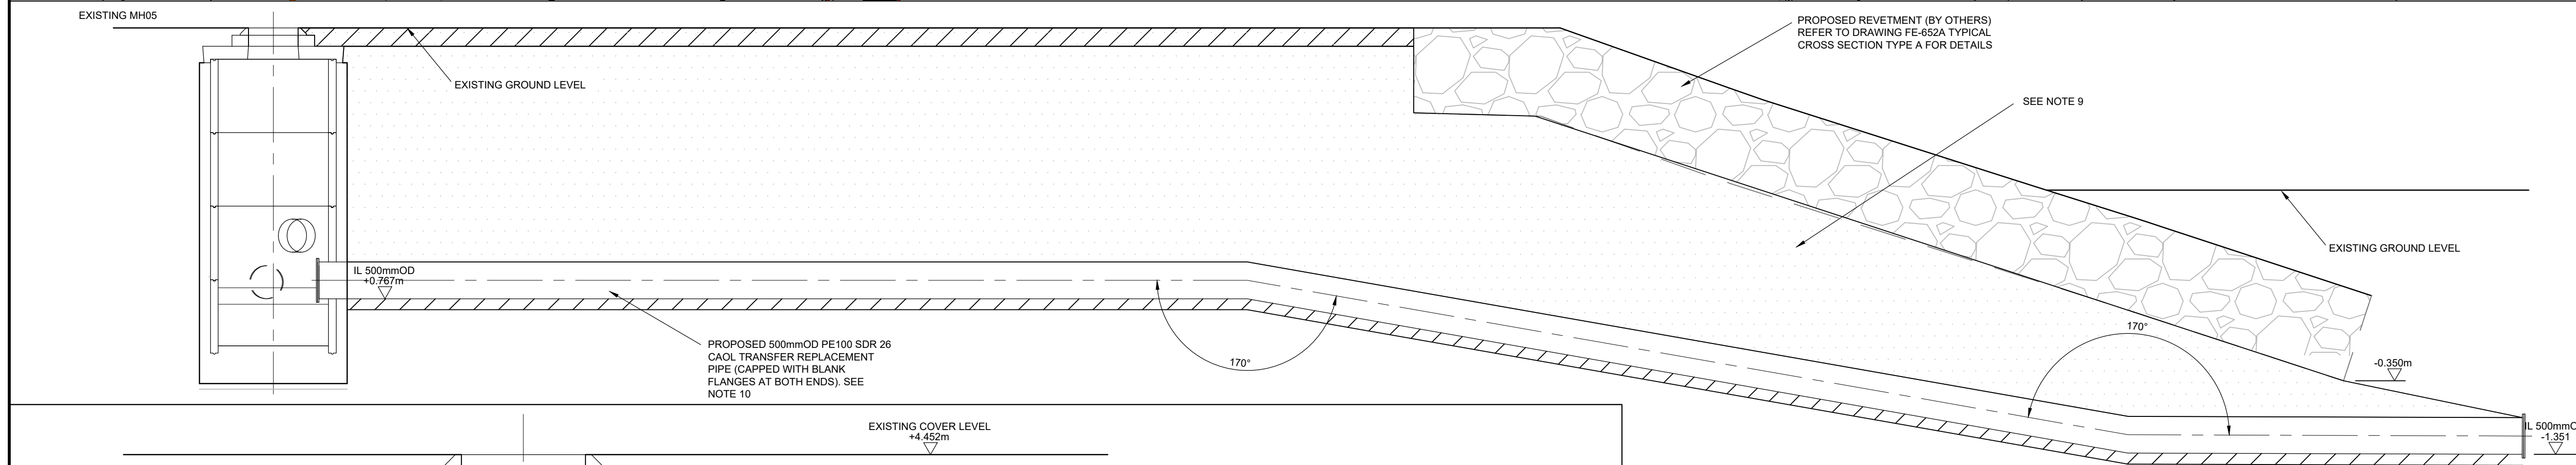 EXISTING MH05
PROPOSED REVETMENT (BY OTHERS)
REFER TO DRAWING FE-652A TYPICAL
CROSS SECTION TYPE A FOR DETAILS
EXISTING GROUND LEVEL
SEE NOTE 9
EXISTING GROUND LEVEL
IL 500mmOD
+0.767m
PROPOSED 500mmOD PE100 SDR 26
CAOL TRANSFER REPLACEMENT
PIPE (CAPPED WITH BLANK
FLANGES AT BOTH ENDS). SEE
NOTE 10
170°
170°
-0.350m
EXISTING COVER LEVEL
+4.452m
IL 500mmO
-1.351